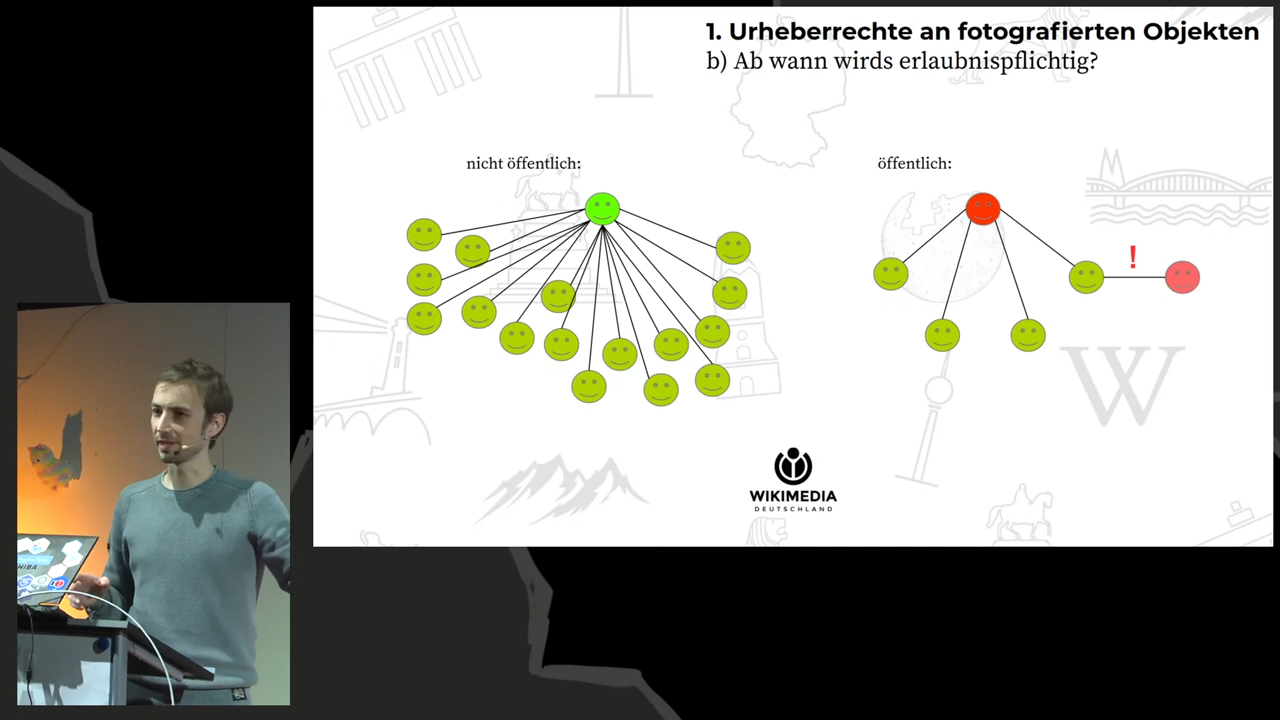 1. Urheberrechte an fotografierten Objekten
b) Ab wann wirds erlaubnispflichtig?
nicht öffentlich:
öffentlich:
!
W
WIKIMEDIA
DEUTSCHLAND